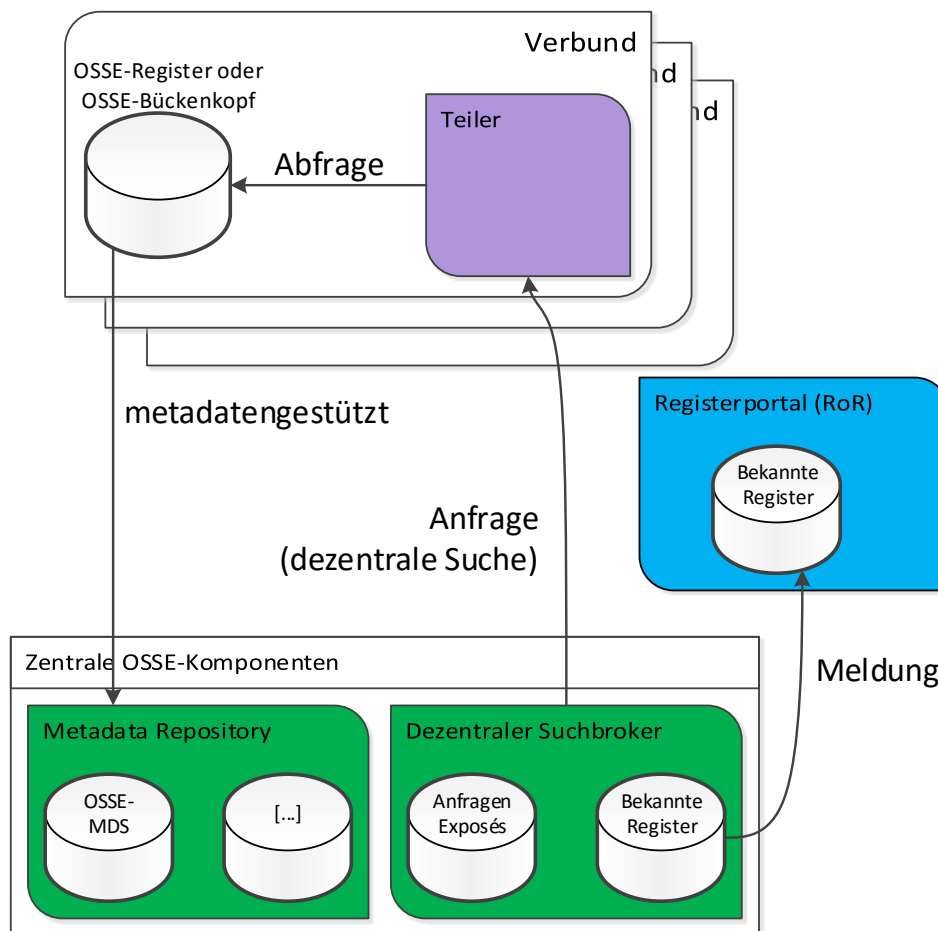 Verbund
nd
nd
OSSE-Register oder
OSSE-Bückenkopf
Teiler
Abfrage
metadatengestützt
Registerportal (RoR)
Bekannte
Register
Anfrage
(dezentrale Suche)
Zentrale OSSE-Komponenten
Meldung
Metadata Repository
OSSE-
MDS
[...]
Dezentraler Suchbroker
Anfragen
Exposés
Bekannte
Register